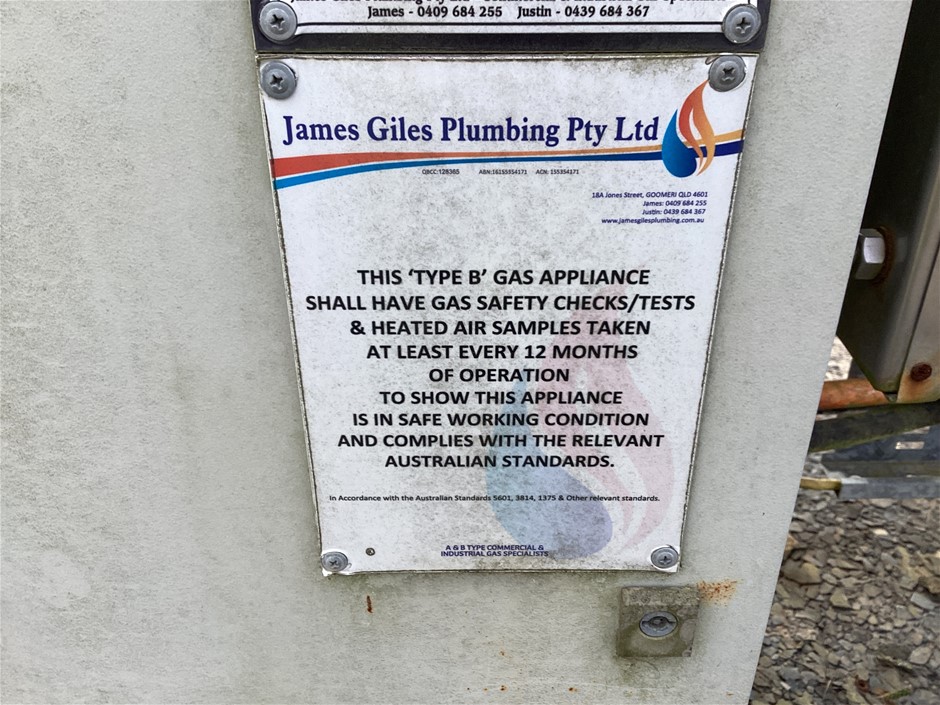 James - 0409 684 255 Justin - 0439 684 367
James Giles Plumbing Pty Ltd
QBCC:128365 ABN:16155354171 ACN: 155354171
18A Jones Street, GOOMERI QLD 4601
James: 0409 684 255
Justin: 0439 684 367
www.jamesgilesplumbing.com.au
THIS ‘TYPE B’ GAS APPLIANCE
SHALL HAVE GAS SAFETY CHECKS/TESTS
& HEATED AIR SAMPLES TAKEN
AT LEAST EVERY 12 MONTHS
OF OPERATION
TO SHOW THIS APPLIANCE
IS IN SAFE WORKING CONDITION
AND COMPLIES WITH THE RELEVANT
AUSTRALIAN STANDARDS.
In Accordance with the Australian Standards 5601, 3814, 1375 & Other relevant standards.
A & B TYPE COMMERCIAL &
INDUSTRIAL GAS SPECIALISTS